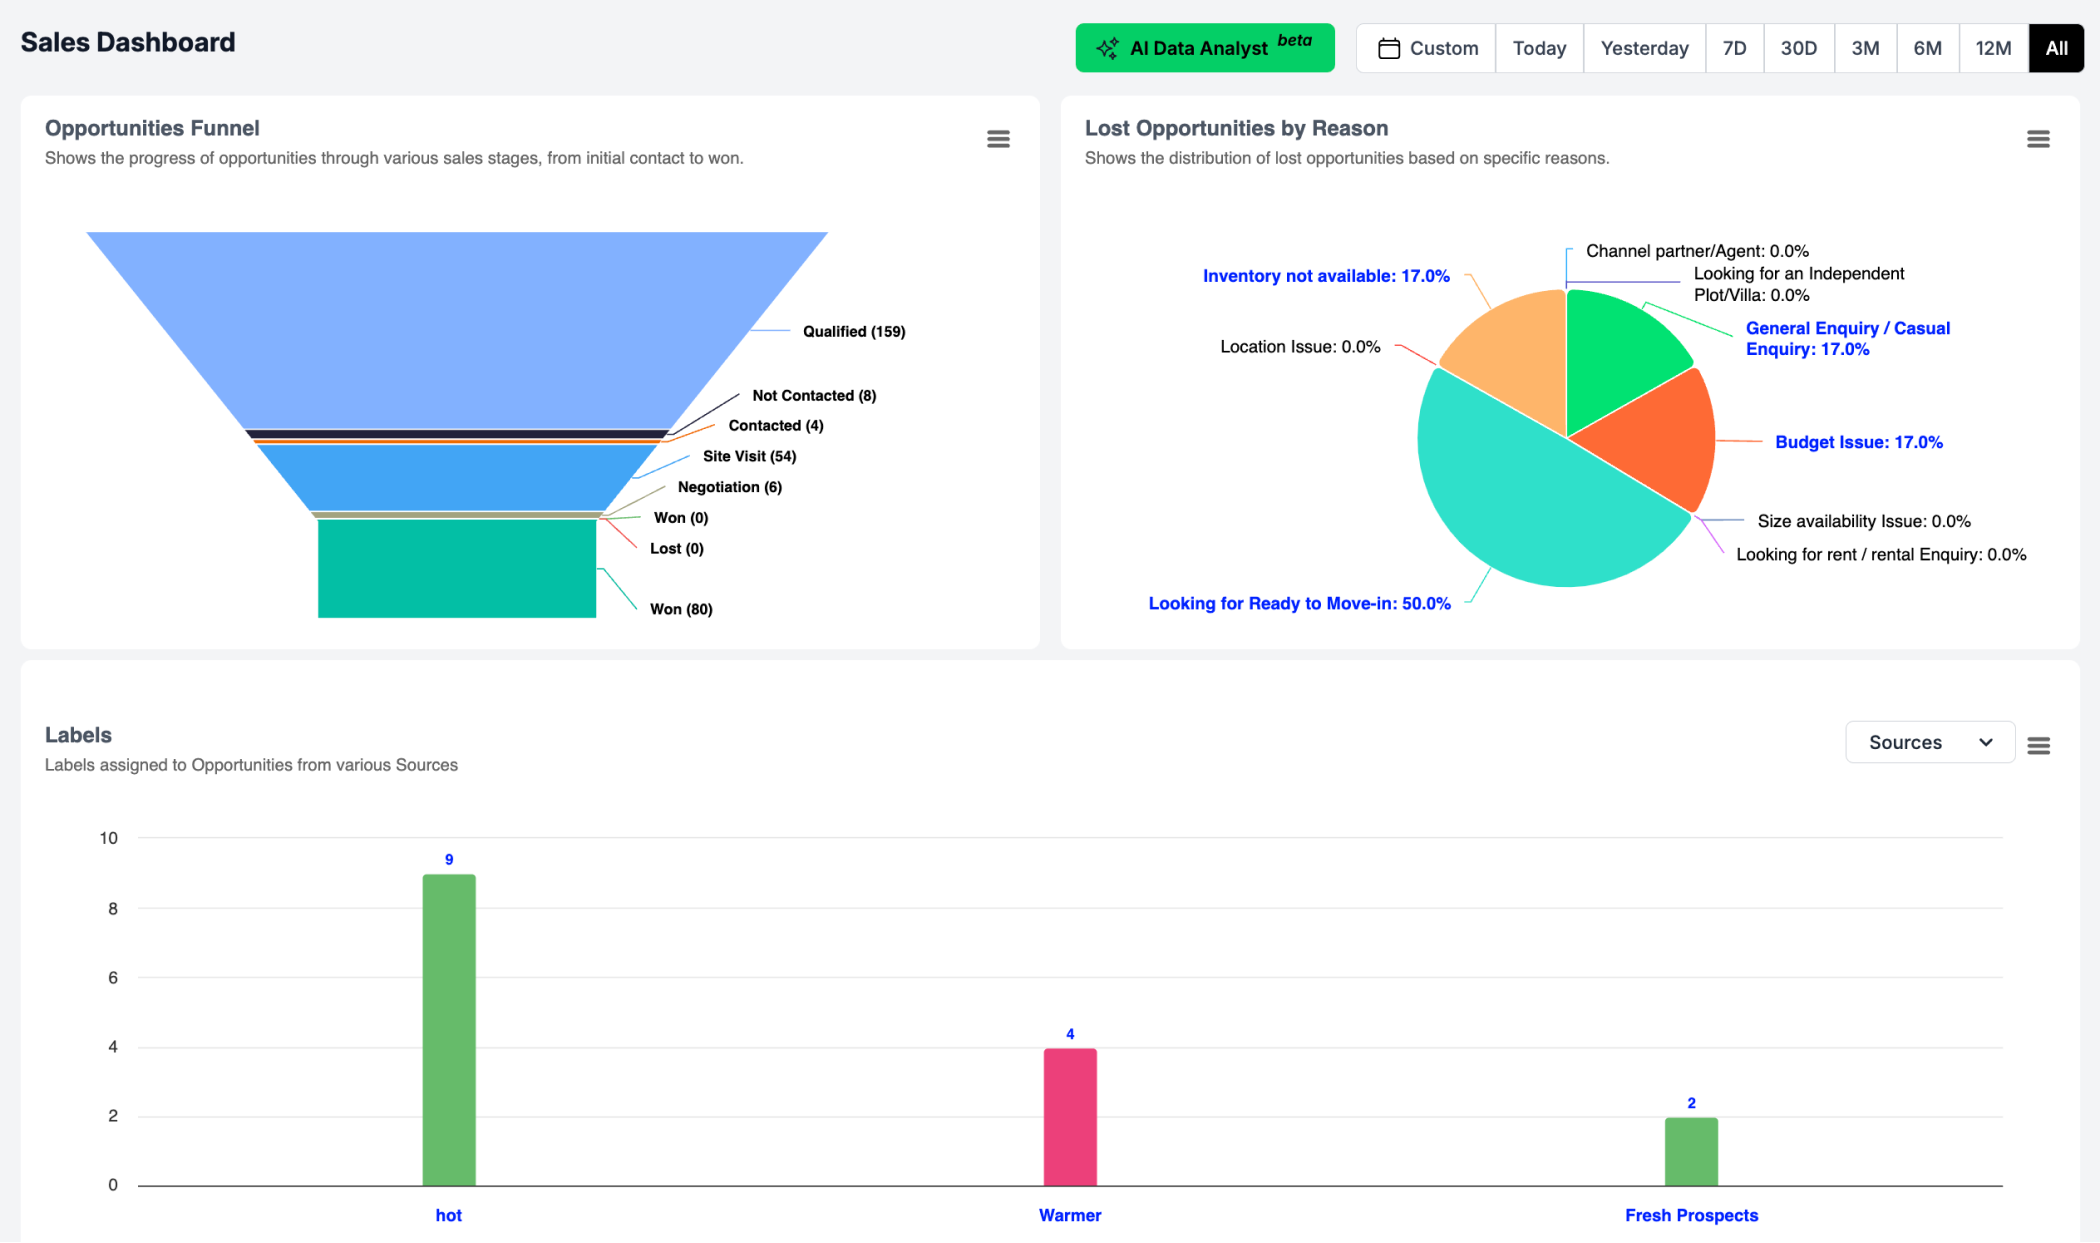 Sales Dashboard
AI Data Analyst beta
Custom
Today
Yesterday
7D
30D
3M
6M
12M
All
Opportunities Funnel
Shows the progress of opportunities through various sales stages, from initial contact to won.
Qualified (159)
Not Contacted (8)
Contacted (4)
Site Visit (54)
Negotiation (6)
Won (0)
Lost (0)
Won (80)
Lost Opportunities by Reason
Shows the distribution of lost opportunities based on specific reasons.
Channel partner/Agent: 0.0%
Looking for an Independent
Plot/Villa: 0.0%
Inventory not available: 17.0%
General Enquiry / Casual
Enquiry: 17.0%
Location Issue: 0.0%
Budget Issue: 17.0%
Size availability Issue: 0.0%
Looking for rent / rental Enquiry: 0.0%
Looking for Ready to Move-in: 50.0%
Labels
Labels assigned to Opportunities from various Sources
Sources
10
8
6
4
2
0
9
4
2
hot
Warmer
Fresh Prospects